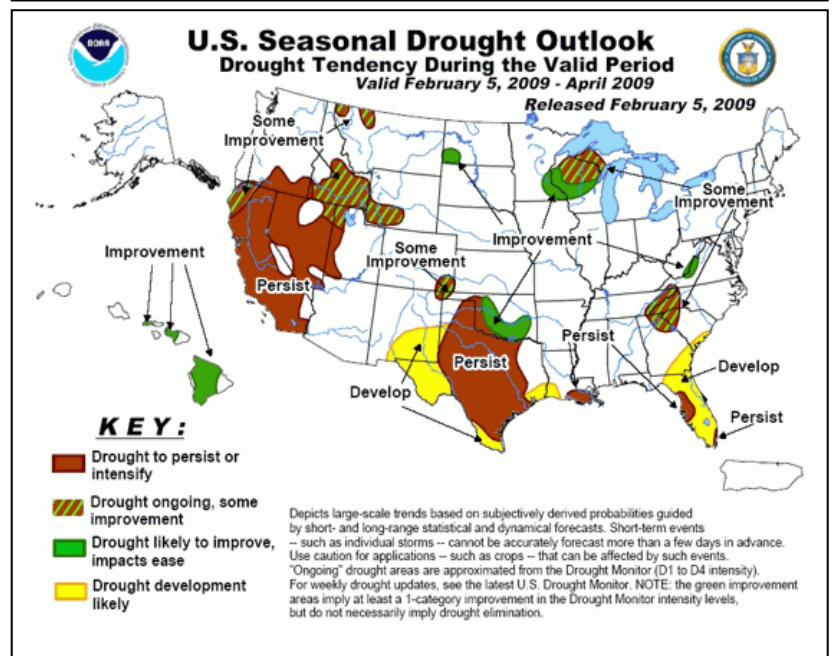 NOAA
U.S. Seasonal Drought Outlook
Drought Tendency During the Valid Period
Valid February 5, 2009 - April 2009
Released February 5, 2009
Some
Improvement
Some
Improvement
Improvement
Improvement
Some
Improvement
Persist
Persist
Persist
Develop
Develop
Persist
KEY:
Drought to persist or
intensify
Drought ongoing, some
improvement
Drought likely to improve,
impacts ease
Drought development
likely
Depicts large-scale trends based on subjectively derived probabilities guided
by short- and long-range statistical and dynamical forecasts. Short-term events
-- such as individual storms -- cannot be accurately forecast more than a few days in advance.
Use caution for applications -- such as crops -- that can be affected by such events.
"Ongoing" drought areas are approximated from the Drought Monitor (D1 to D4 intensity).
For weekly drought updates, see the latest U.S. Drought Monitor. NOTE: the green improvement
areas imply at least a 1-category improvement in the Drought Monitor intensity levels,
but do not necessarily imply drought elimination.